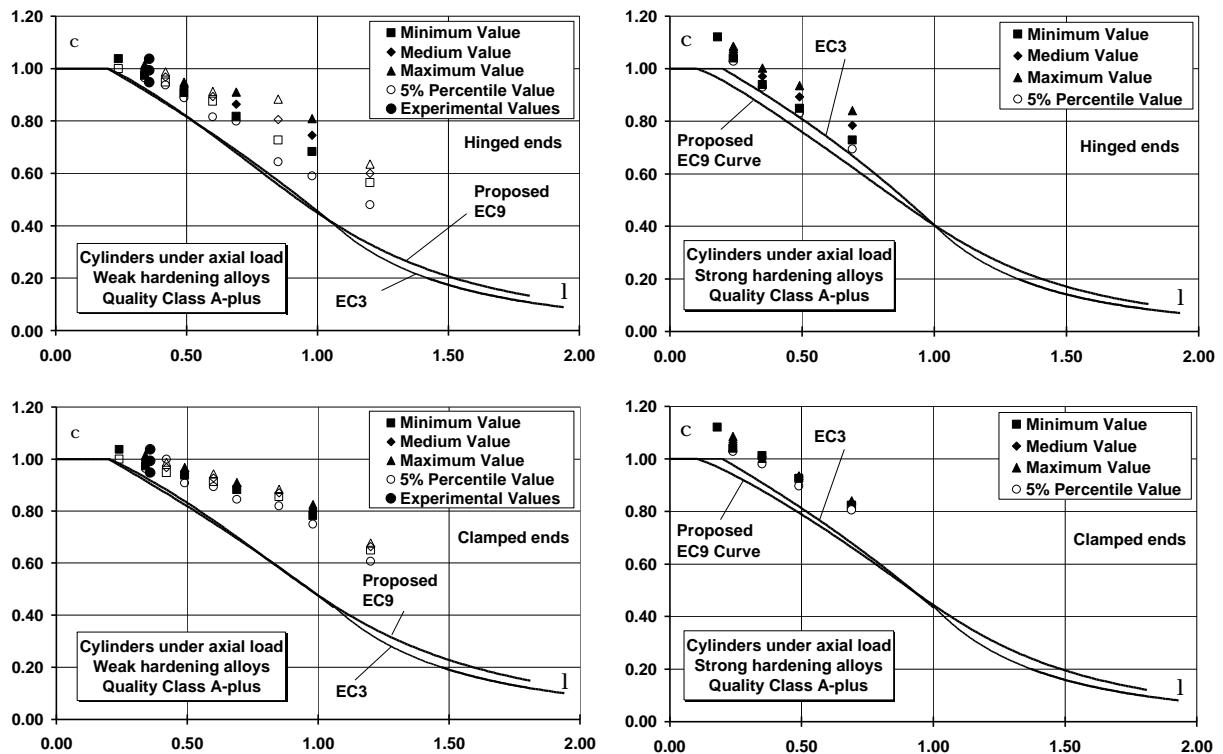 1.20
1.00
0.80
0.60
0.40
0.20
0.00
c
Minimum Value
Medium Value
Maximum Value
5% Percentile Value
Experimental Values
Hinged ends
Proposed
EC9
EC3
Cylinders under axial load
Weak hardening alloys
Quality Class A-plus
l
0.00 0.50 1.00 1.50 2.00
1.20
1.00
0.80
0.60
0.40
0.20
0.00
c
EC3
Minimum Value
Medium Value
Maximum Value
5% Percentile Value
Proposed
EC9 Curve
Hinged ends
Cylinders under axial load
Strong hardening alloys
Quality Class A-plus
l
0.00 0.50 1.00 1.50 2.00
1.20
1.00
0.80
0.60
0.40
0.20
0.00
c
Minimum Value
Medium Value
Maximum Value
5% Percentile Value
Experimental Values
Clamped ends
Proposed
EC9
EC3
Cylinders under axial load
Weak hardening alloys
Quality Class A-plus
l
0.00 0.50 1.00 1.50 2.00
1.20
1.00
0.80
0.60
0.40
0.20
0.00
c
EC3
Minimum Value
Medium Value
Maximum Value
5% Percentile Value
Proposed
EC9 Curve
Clamped ends
Cylinders under axial load
Strong hardening alloys
Quality Class A-plus
l
0.00 0.50 1.00 1.50 2.00